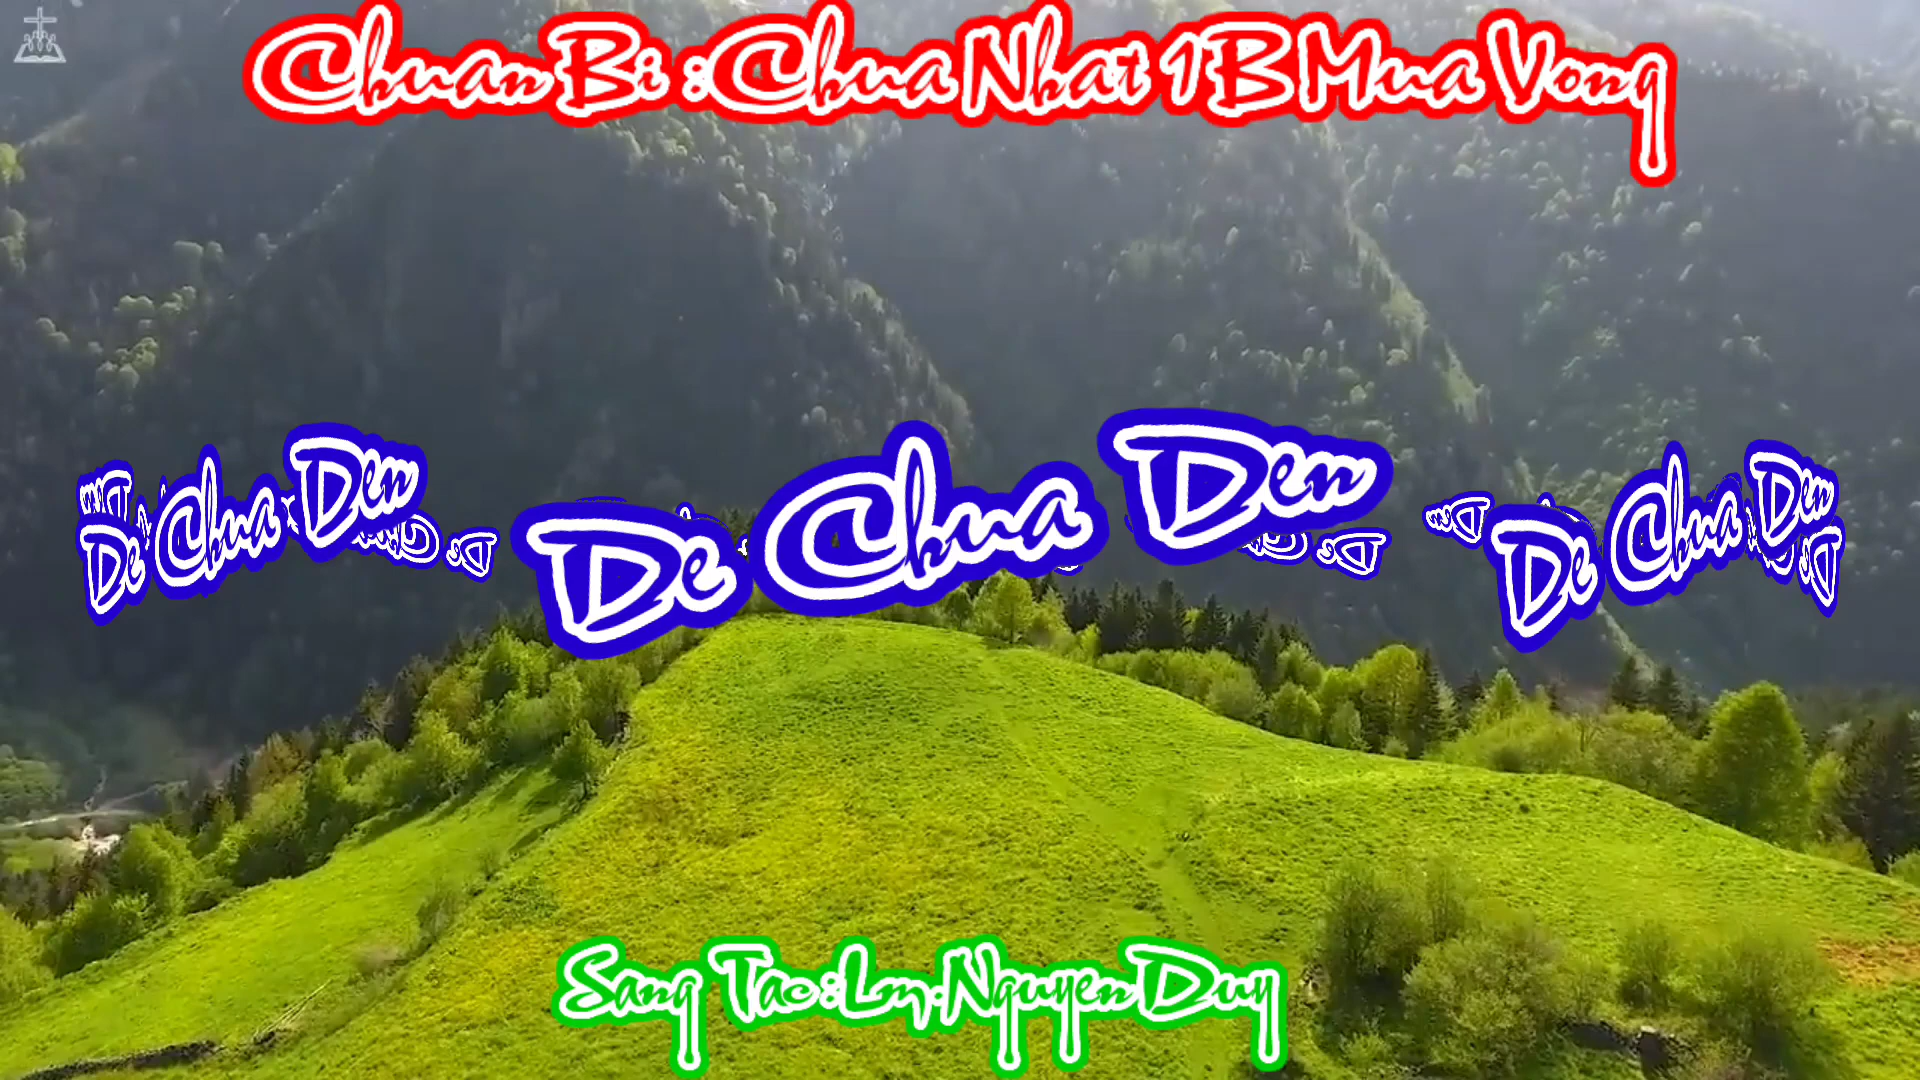 Chuan Bi :Chua Nhat 1B Mua Vong
De Chua Den
De Chua Den
De Chua Den
Sang Tao :Lm.Nguyen Duy